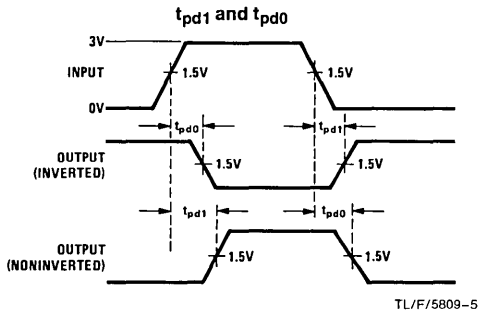 tpd1 and tpd0
3V
INPUT
1.5V
1.5V
0V
tpd0
tpd1
OUTPUT
(INVERTED)
1.5V
1.5V
tpd1
tpd0
OUTPUT
(NONINVERTED)
1.5V
1.5V
TL/F/5809–5